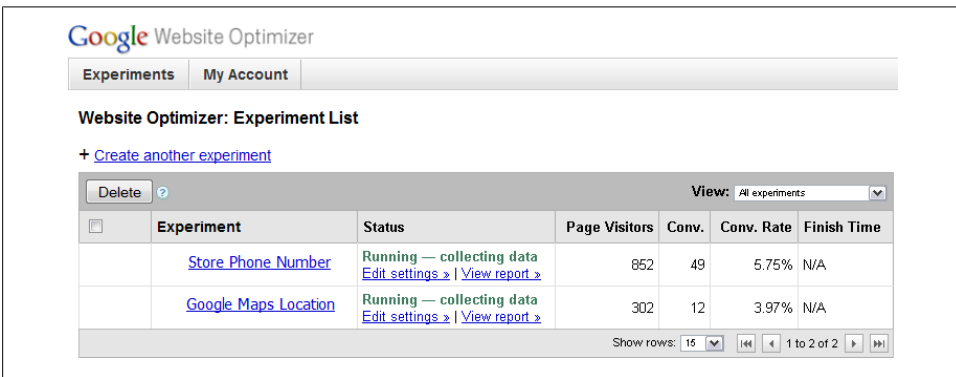 Google Website Optimizer
Experiments My Account
Website Optimizer: Experiment List
+ Create another experiment
Delete ? View: All experiments
Experiment Status Page Visitors Conv. Conv. Rate Finish Time
Store Phone Number Running — collecting data 852 49 5.75% N/A
Edit settings » | View report »
Google Maps Location Running — collecting data 302 12 3.97% N/A
Edit settings » | View report »
Show rows: 15 1 to 2 of 2